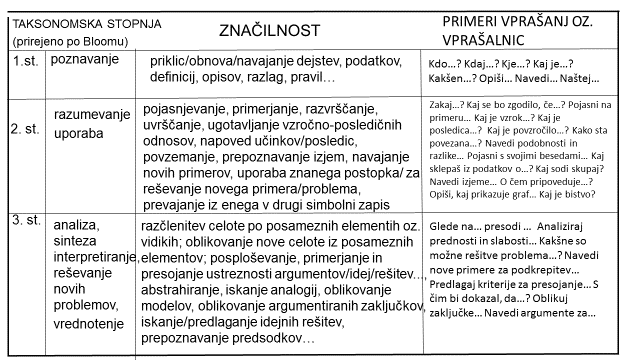 TAKSONOMSKA STOPNJA
(prirejeno po Bloomu)
ZNAČILNOST
PRIMERI VPRAŠANJ OZ.
VPRAŠALNIC
1.st.
poznavanje
priklic/obnova/navajanje dejstev, podatkov,
definicij, opisov, razlag, pravil…
Kdo…? Kdaj…? Kje…? Kaj je…?
Kakšen…? Opiši… Navedi… Naštej…
2. st.
razumevanje
uporaba
pojasnjevanje, primerjanje, razvrščanje,
uvrščanje, ugotavljanje vzročno-posledičnih
odnosov, napoved učinkov/posledic,
povzemanje, prepoznavanje izjem, navajanje
novih primerov, uporaba znanega postopka/ za
reševanje novega primera/problema,
prevajanje iz enega v drugi simbolni zapis
Zakaj…? Kaj se bo zgodilo, če…? Pojasni na
primeru… Kaj je vzrok…? Kaj je
posledica…? Kaj je povzročilo…? Kako sta
povezana…? Navedi podobnosti in
razlike… Pojasni s svojimi besedami… Kaj
sklepaš iz podatkov o…? Kaj sodi skupaj?
Navedi izjeme… O čem pripoveduje…?
Opiši, kaj prikazuje graf… Kaj je bistvo?
3. st.
analiza,
sinteza
interpretiranje,
reševanje
novih
problemov,
vrednotenje
razčlenitev celote po posameznih elementih oz.
vidikih; oblikovanje nove celote iz posameznih
elementov; posploševanje, primerjanje in
presojanje ustreznosti argumentov/idej/rešitev…,
abstrahiranje, iskanje analogij, oblikovanje
modelov, oblikovanje argumentiranih zaključkov,
iskanje/predlaganje idejnih rešitev,
prepoznavanje predsodkov…
Glede na… presodi … Analiziraj
prednosti in slabosti… Kakšne so
možne rešitve problema…? Navedi
nove primere za podkrepitev…
Predlagaj kriterije za presojanje… S
čim bi dokazal, da…? Oblikuj
zaključke… Navedi argumente za…